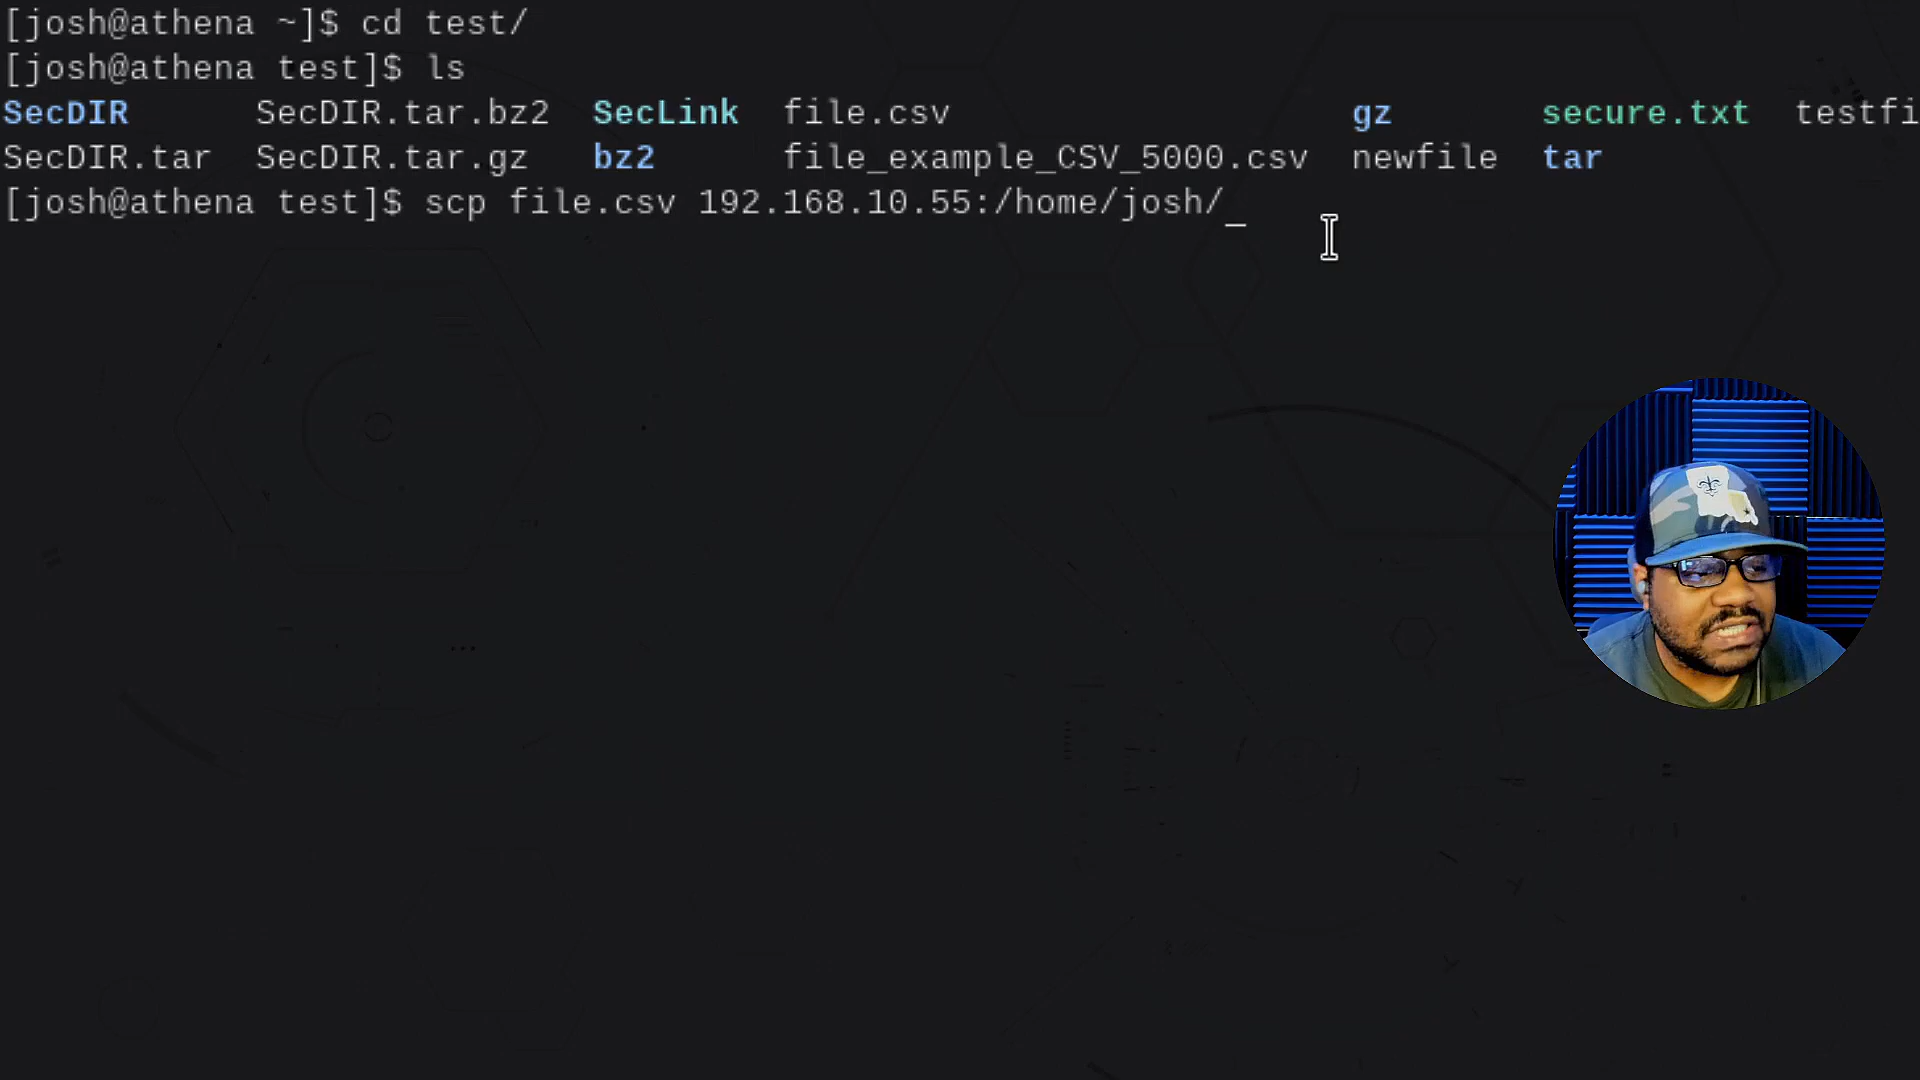 [josh@athena ~]$ cd test/
[josh@athena test]$ ls
SecDIR SecDIR.tar.bz2 SecLink file.csv gz secure.txt testfi
SecDIR.tar SecDIR.tar.gz bz2 file_example_CSV_5000.csv newfile tar
[josh@athena test]$ scp file.csv 192.168.10.55:/home/josh/_